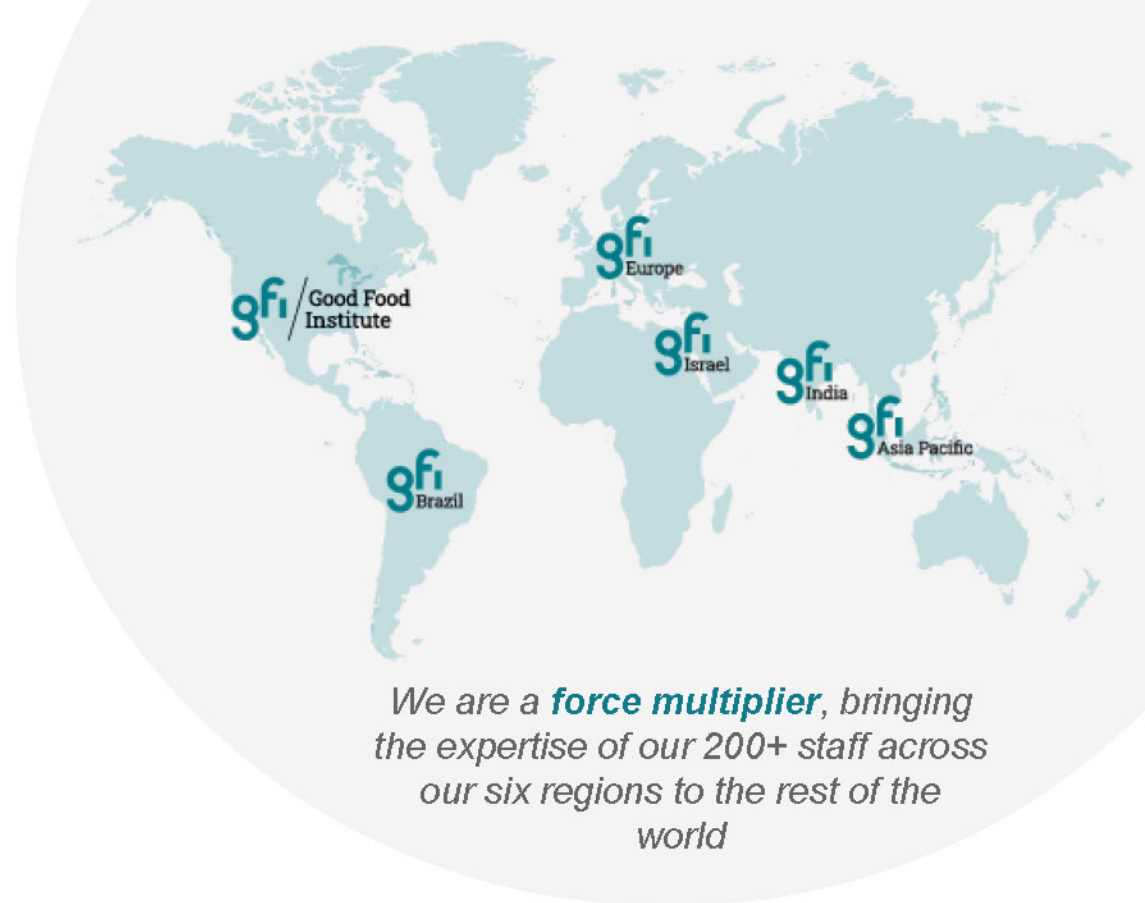 gfi
Europe
gfi / Good Food
Institute
gfi
Israel
gfi
India
gfi
Asia Pacific
gfi
Brazil
We are a force multiplier, bringing
the expertise of our 200+ staff across
our six regions to the rest of the
world